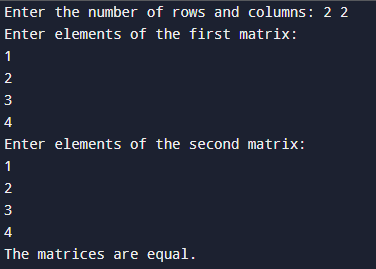 Enter the number of rows and columns: 2 2
Enter elements of the first matrix:
1
2
3
4
Enter elements of the second matrix:
1
2
3
4
The matrices are equal.